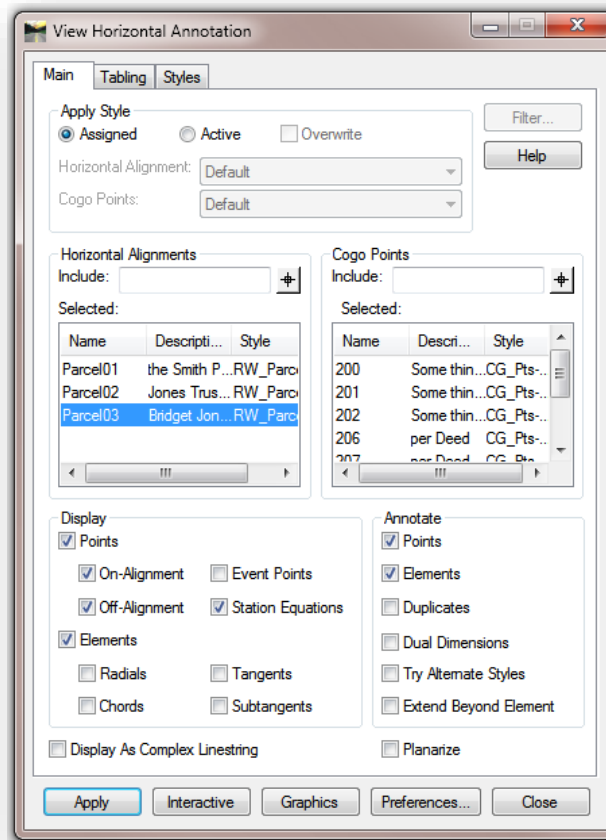 View Horizontal Annotation
Main Tabling Styles
Apply Style
Assigned Active Overwrite
Filter...
Horizontal Alignment: Default
Help
Cogo Points: Default
Horizontal Alignments
Include:
Selected:
Name Descripti... Style
Parcel01 the Smith P... RW_Parc
Parcel02 Jones Trus... RW_Parc
Parcel03 Bridget Jon... RW_Parc
Cogo Points
Include:
Selected:
Name Descri... Style
200 Some thin... CG_Pts-..
201 Some thin... CG_Pts-..
202 Some thin... CG_Pts-..
206 per Deed CG_Pts-..
207 per Deed CG_Pts
Display
Points
On-Alignment Event Points
Off-Alignment Station Equations
Elements
Radials Tangents
Chords Subtangents
Annotate
Points
Elements
Duplicates
Dual Dimensions
Try Alternate Styles
Extend Beyond Element
Display As Complex Linestring Planarize
Apply Interactive Graphics Preferences... Close